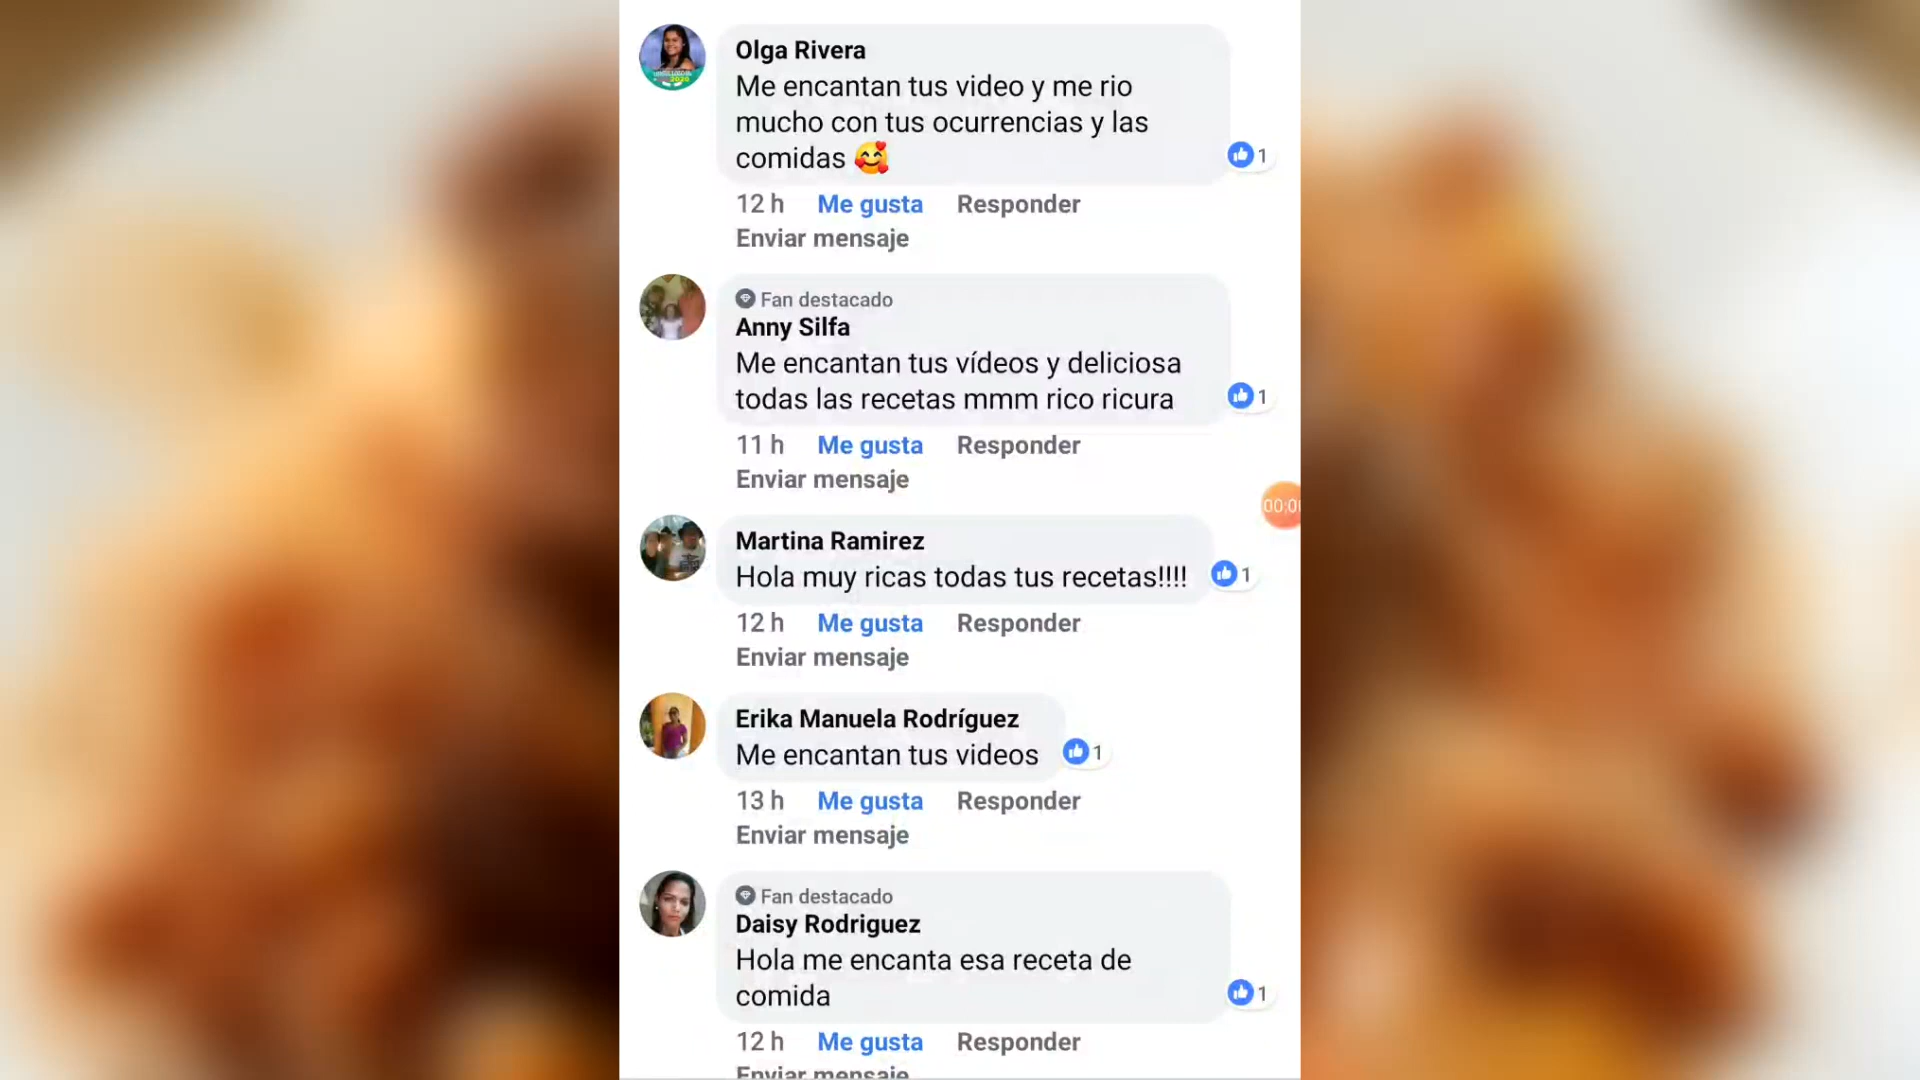 Olga Rivera
Me encantan tus video y me rio
mucho con tus ocurrencias y las
comidas 🥰
1
12 h Me gusta Responder
Enviar mensaje
Fan destacado
Anny Silfa
Me encantan tus vídeos y deliciosa
todas las recetas mmm rico ricura
1
11 h Me gusta Responder
Enviar mensaje
00:0
Martina Ramirez
Hola muy ricas todas tus recetas!!!!
1
12 h Me gusta Responder
Enviar mensaje
Erika Manuela Rodríguez
Me encantan tus videos
1
13 h Me gusta Responder
Enviar mensaje
Fan destacado
Daisy Rodriguez
Hola me encanta esa receta de
comida
1
12 h Me gusta Responder
Enviar mensaje